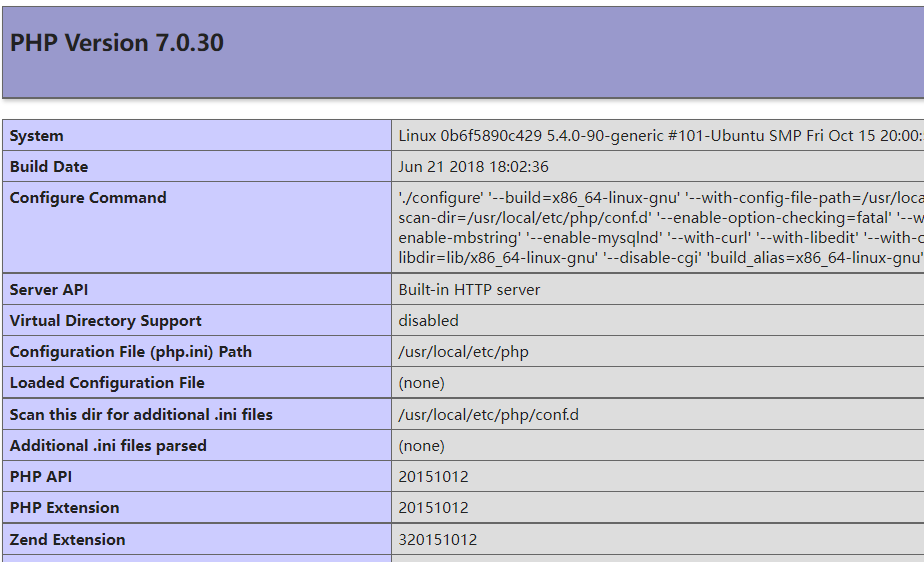 PHP Version 7.0.30
System Linux 0b6f5890c429 5.4.0-90-generic #101-Ubuntu SMP Fri Oct 15 20:00:
Build Date Jun 21 2018 18:02:36
Configure Command './configure' '--build=x86_64-linux-gnu' '--with-config-file-path=/usr/loca
scan-dir=/usr/local/etc/php/conf.d' '--enable-option-checking=fatal' '--w
enable-mbstring' '--enable-mysqlnd' '--with-curl' '--with-libedit' '--with-o
libdir=lib/x86_64-linux-gnu' '--disable-cgi' 'build_alias=x86_64-linux-gnu'
Server API Built-in HTTP server
Virtual Directory Support disabled
Configuration File (php.ini) Path /usr/local/etc/php
Loaded Configuration File (none)
Scan this dir for additional .ini files /usr/local/etc/php/conf.d
Additional .ini files parsed (none)
PHP API 20151012
PHP Extension 20151012
Zend Extension 320151012